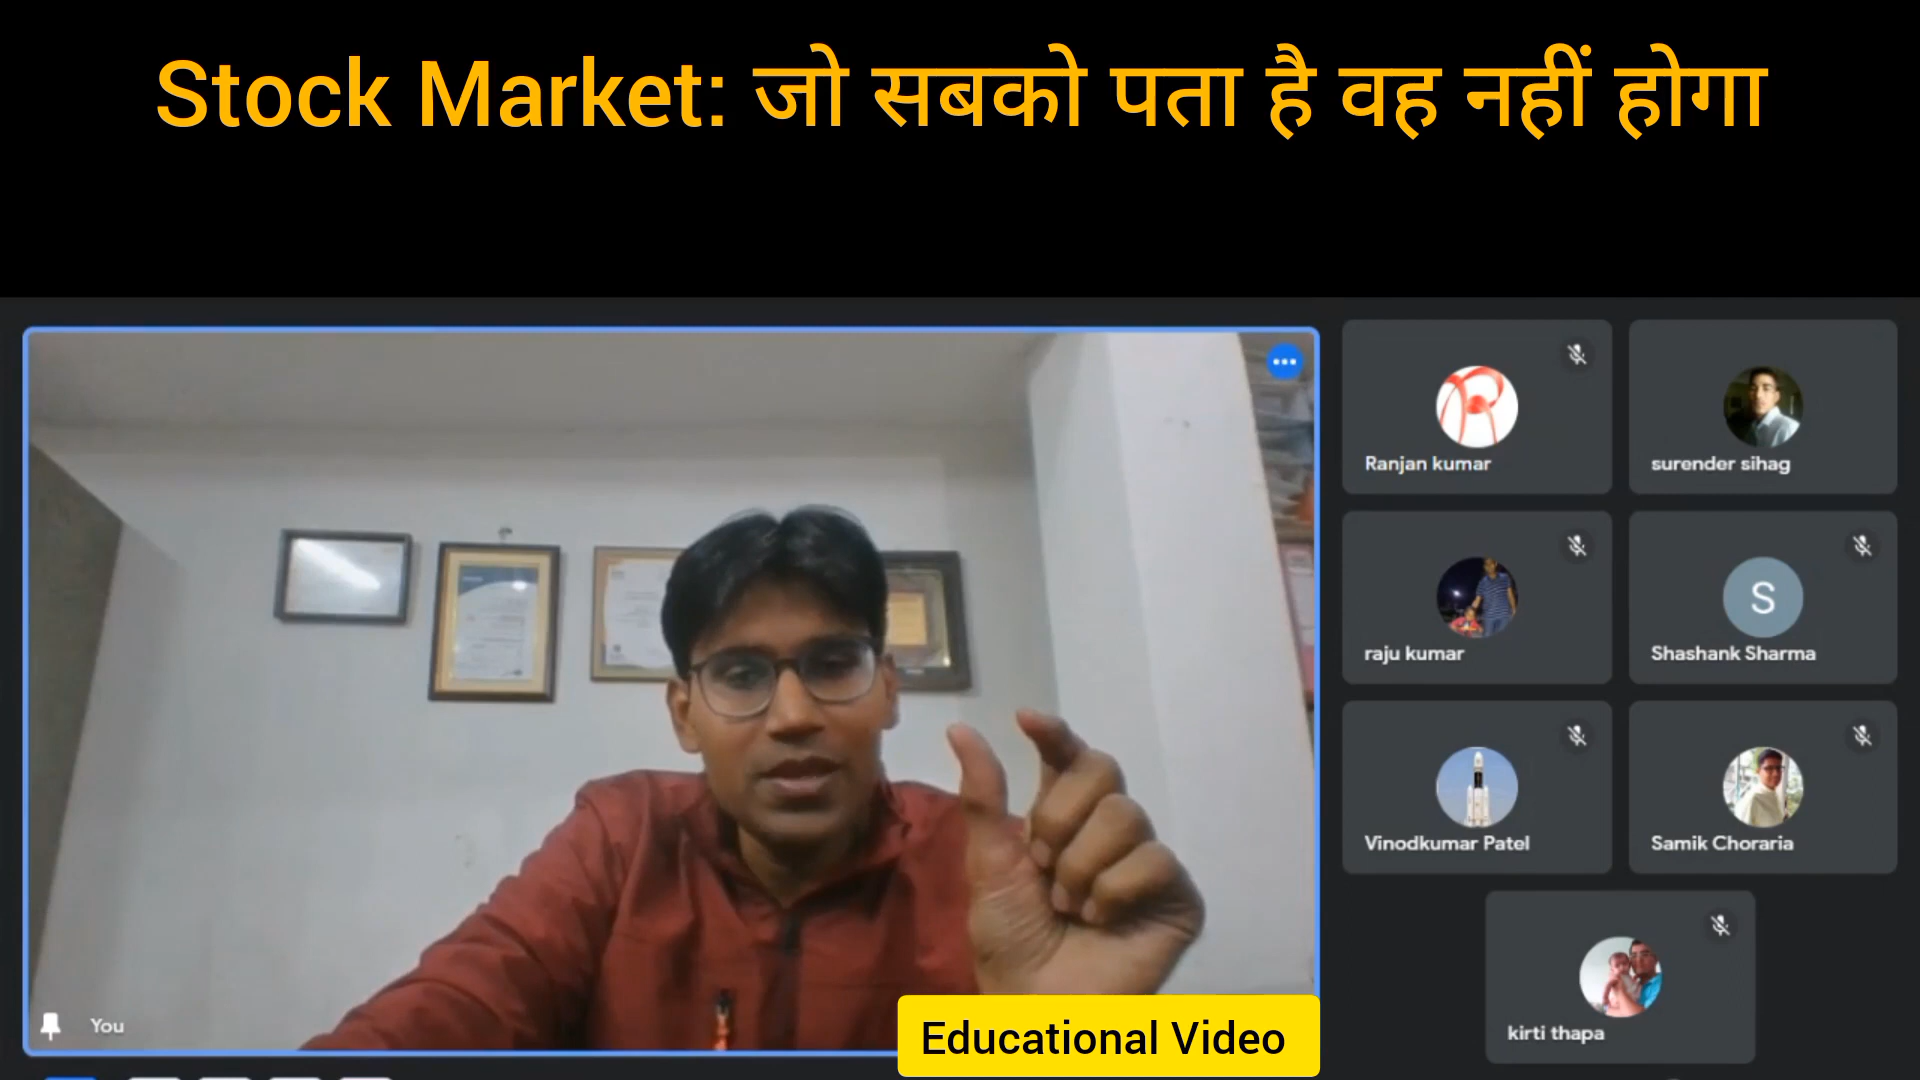 Stock Market: जो सबको पता है वह नहीं होगा
Ranjan kumar
surender sihag
raju kumar
S
Shashank Sharma
Vinodkumar Patel
Samik Choraria
kirti thapa
You
Educational Video